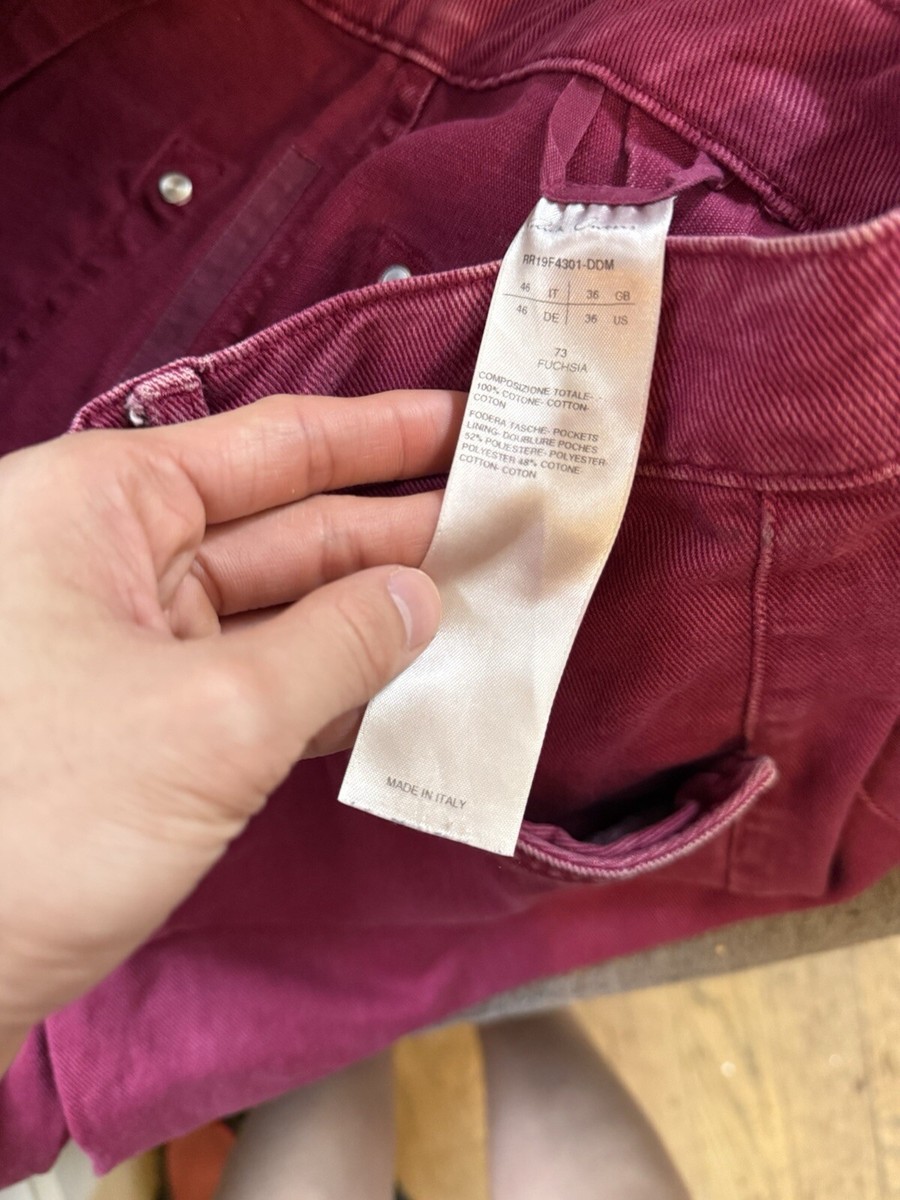 RR19F4301-DDM
46 IT 36 GB
46 DE 36 US
73
FUCHSIA
COMPOSIZIONE TOTALE- -
100% COTONE- COTTON-
COTON
FODERA TASCHE- POCKETS
LINING- DOUBLURE POCHES
52% POLIESTERE- POLYESTER-
POLYESTER 48% COTONE-
COTTON- COTON
MADE IN ITALY